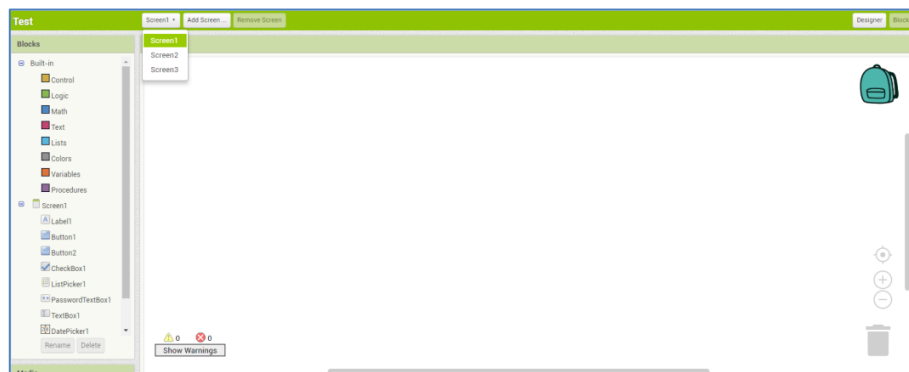 Test
Screen1
Add Screen ...
Remove Screen
Designer
Blocks
Screen1
Screen2
Screen3
Built-in
Control
Logic
Math
Text
Lists
Colors
Variables
Procedures
Screen1
Label1
Button1
Button2
CheckBox1
ListPicker1
PasswordTextBox1
TextBox1
DatePicker1
Rename Delete
0 0
Show Warnings